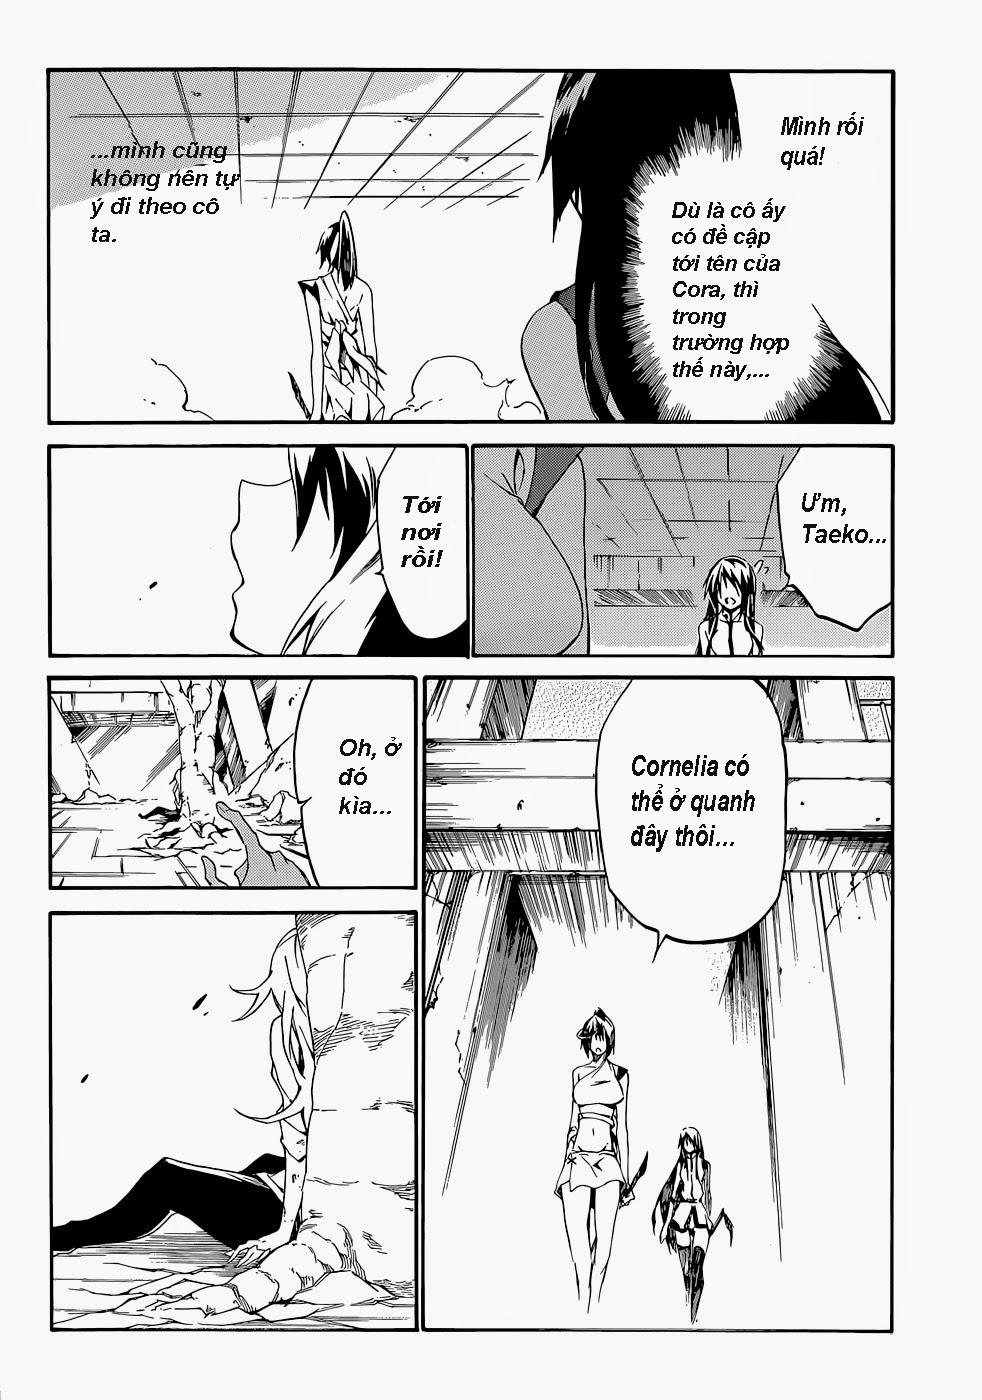 Mình rối
quá!
Dù là cô ấy
có đề cập
tới tên của
Cora, thì
trong
trường hợp
thế này,...
...mình cũng
không nên tự
ý đi theo cô
ta.
Ưm,
Taeko...
Tới
nơi
rồi!
Cornelia có
thể ở quanh
đây thôi...
Oh, ở
đó
kìa...